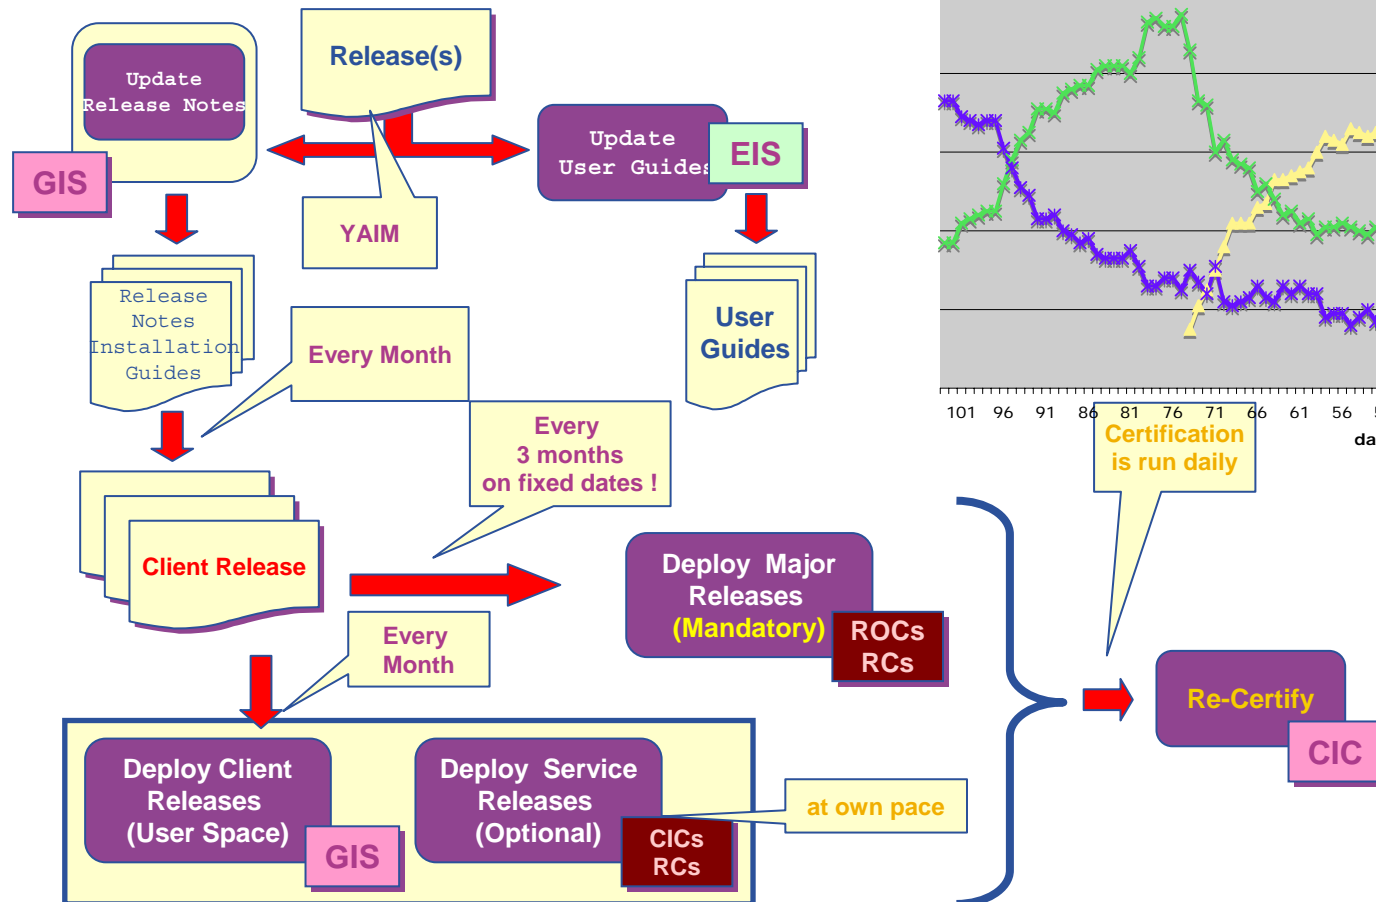 Release(s)
Update
Release Notes
GIS
Update
User Guides
EIS
YAIM
Release
Notes
Installation
Guides
User
Guides
Every Month
101 96 91 86 81 76 71 66 61 56
da
Certification
is run daily
Every
3 months
on fixed dates !
Client Release
Deploy Major
Releases
(Mandatory)
ROCs
RCs
Every
Month
Re-Certify
CIC
Deploy Client
Releases
(User Space)
GIS
Deploy Service
Releases
(Optional)
CICs
RCs
at own pace